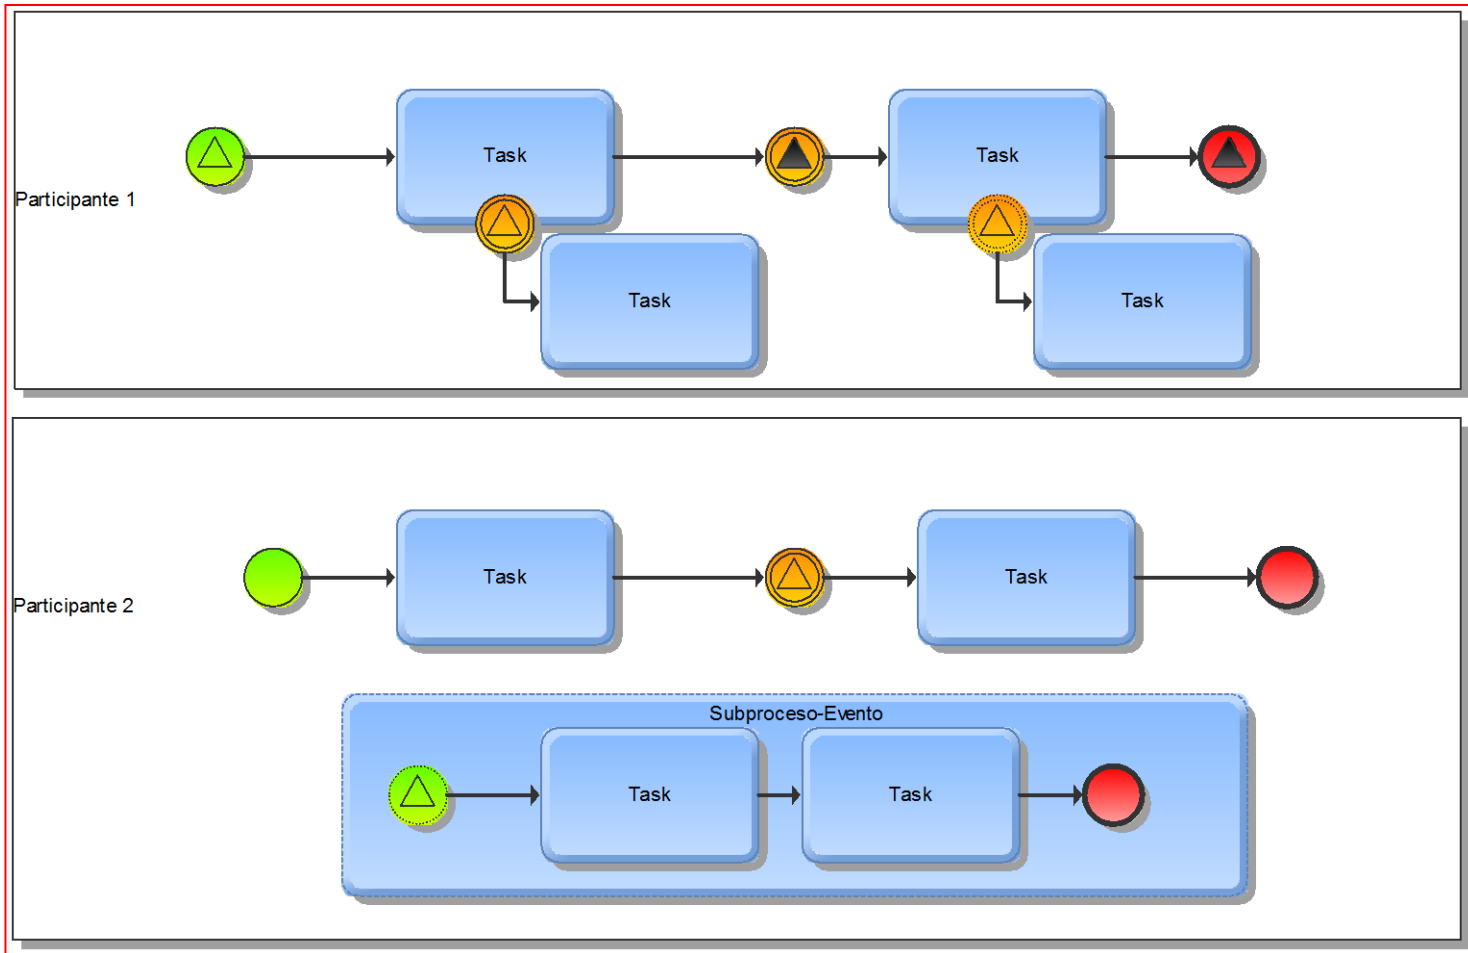 Task
Task
Participante 1
Task
Task
Task
Task
Participante 2
Subproceso-Evento
Task
Task